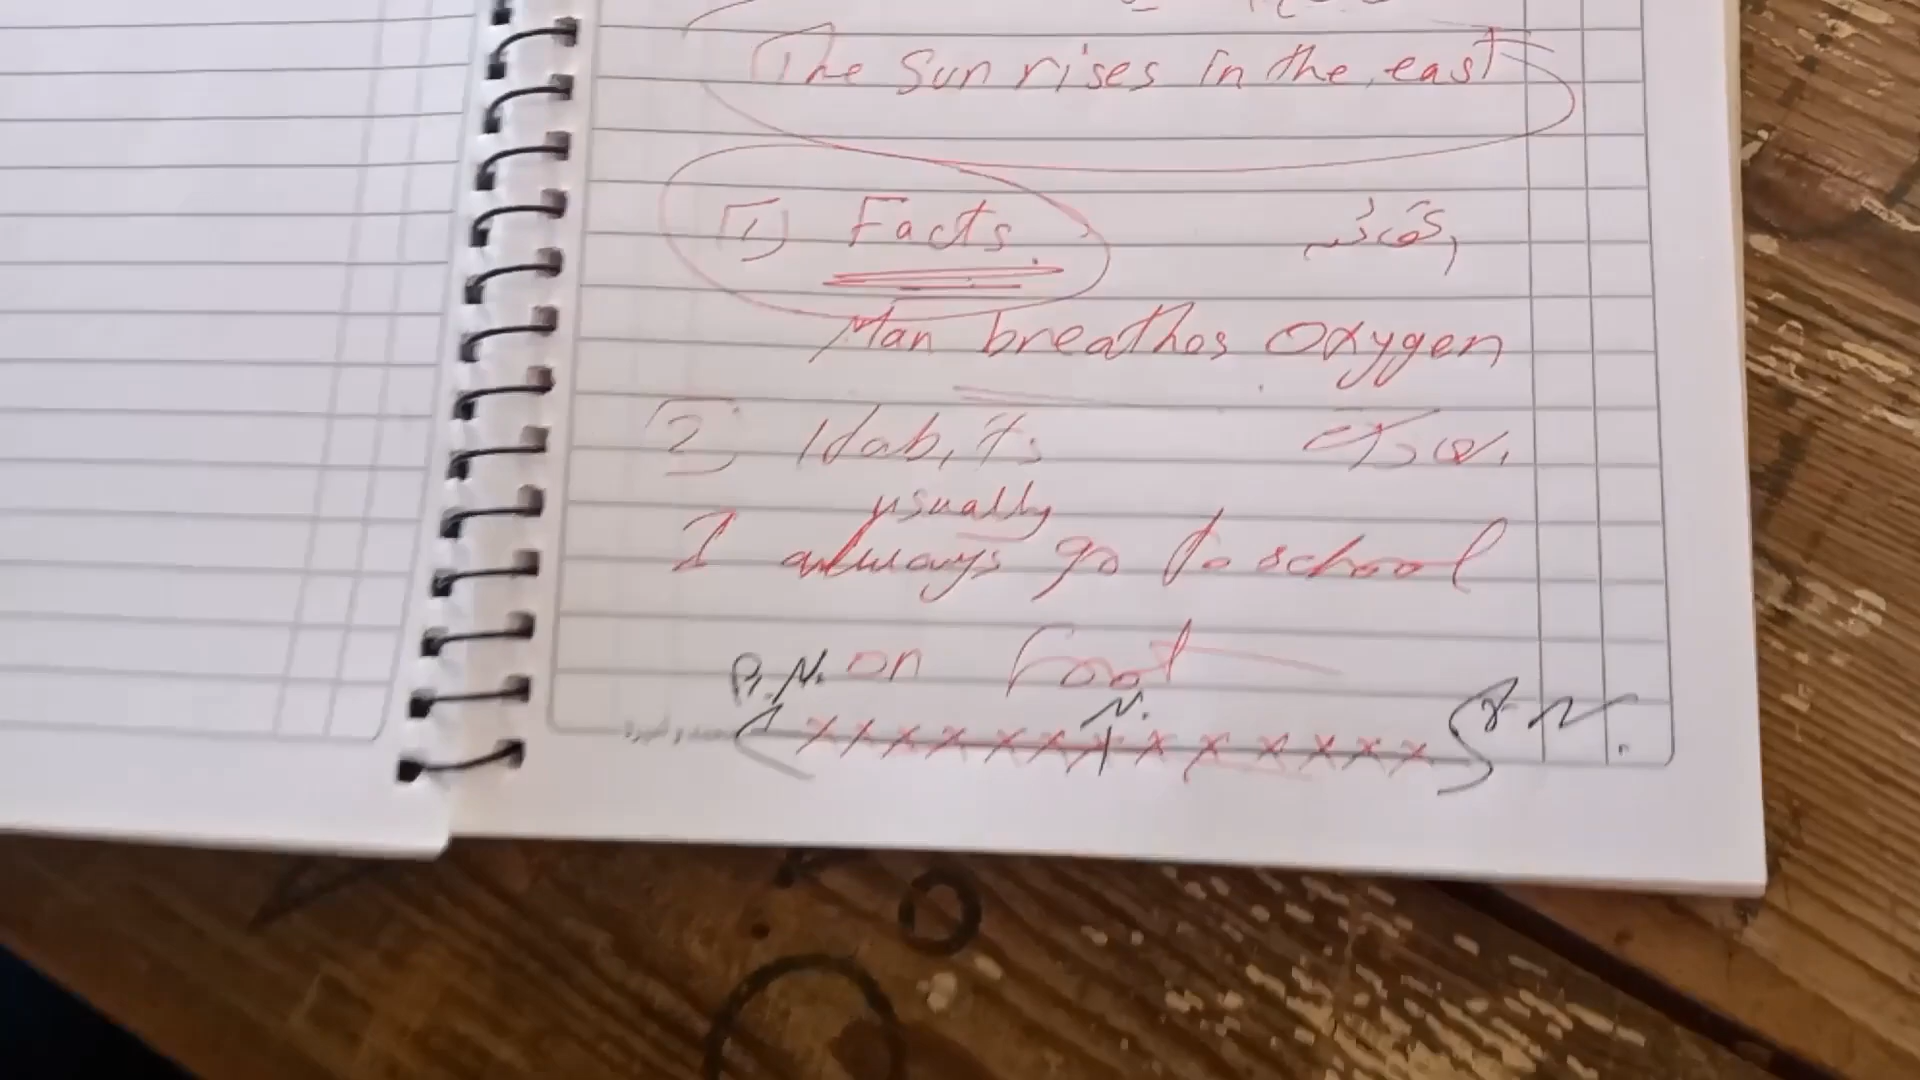 The Sun rises in the east
1 Facts.
Man breathes Oxygen
2 Habits
usually
I always go to school
P.N. on foot
N.